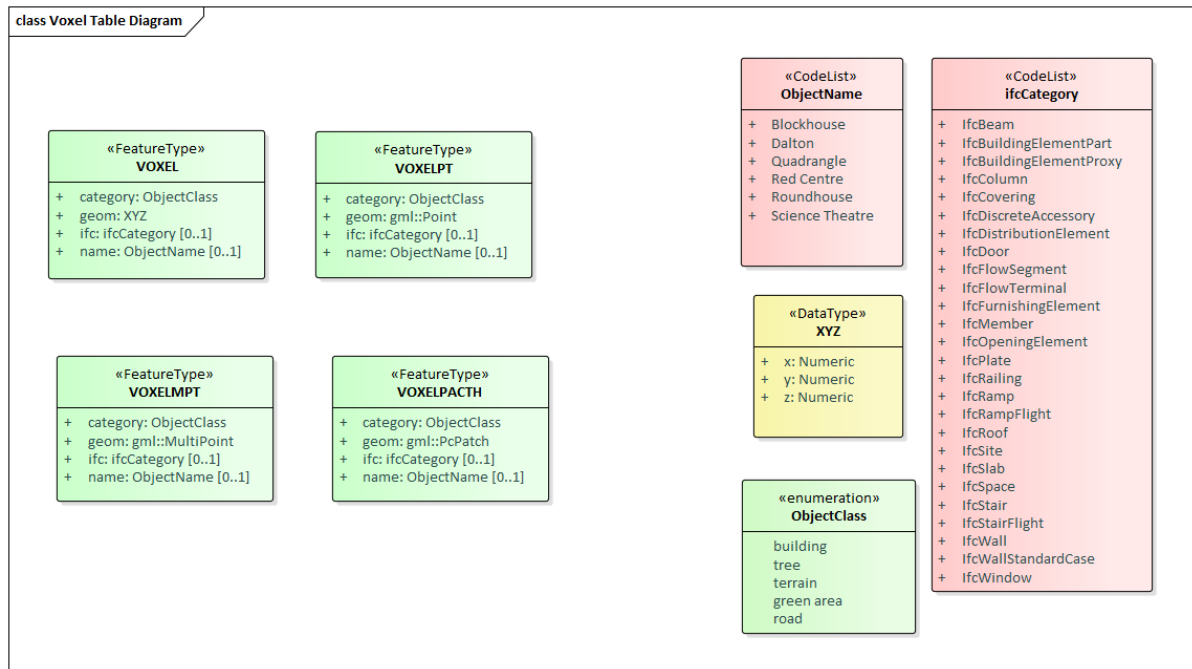 class Voxel Table Diagram
«FeatureType»
VOXEL
+ category: ObjectClass
+ geom: XYZ
+ ifc: ifcCategory [0..1]
+ name: ObjectName [0..1]
«FeatureType»
VOXELPT
+ category: ObjectClass
+ geom: gml::Point
+ ifc: ifcCategory [0..1]
+ name: ObjectName [0..1]
«FeatureType»
VOXELMPT
+ category: ObjectClass
+ geom: gml::MultiPoint
+ ifc: ifcCategory [0..1]
+ name: ObjectName [0..1]
«FeatureType»
VOXELPACTH
+ category: ObjectClass
+ geom: gml::PcPatch
+ ifc: ifcCategory [0..1]
+ name: ObjectName [0..1]
«CodeList»
ObjectName
+ Blockhouse
+ Dalton
+ Quadrangle
+ Red Centre
+ Roundhouse
+ Science Theatre
«DataType»
XYZ
+ x: Numeric
+ y: Numeric
+ z: Numeric
«enumeration»
ObjectClass
building
tree
terrain
green area
road
«CodeList»
ifcCategory
+ IfcBeam
+ IfcBuildingElementPart
+ IfcBuildingElementProxy
+ IfcColumn
+ IfcCovering
+ IfcDiscreteAccessory
+ IfcDistributionElement
+ IfcDoor
+ IfcFlowSegment
+ IfcFlowTerminal
+ IfcFurnishingElement
+ IfcMember
+ IfcOpeningElement
+ IfcPlate
+ IfcRailing
+ IfcRamp
+ IfcRampFlight
+ IfcRoof
+ IfcSite
+ IfcSlab
+ IfcSpace
+ IfcStair
+ IfcStairFlight
+ IfcWall
+ IfcWallStandardCase
+ IfcWindow